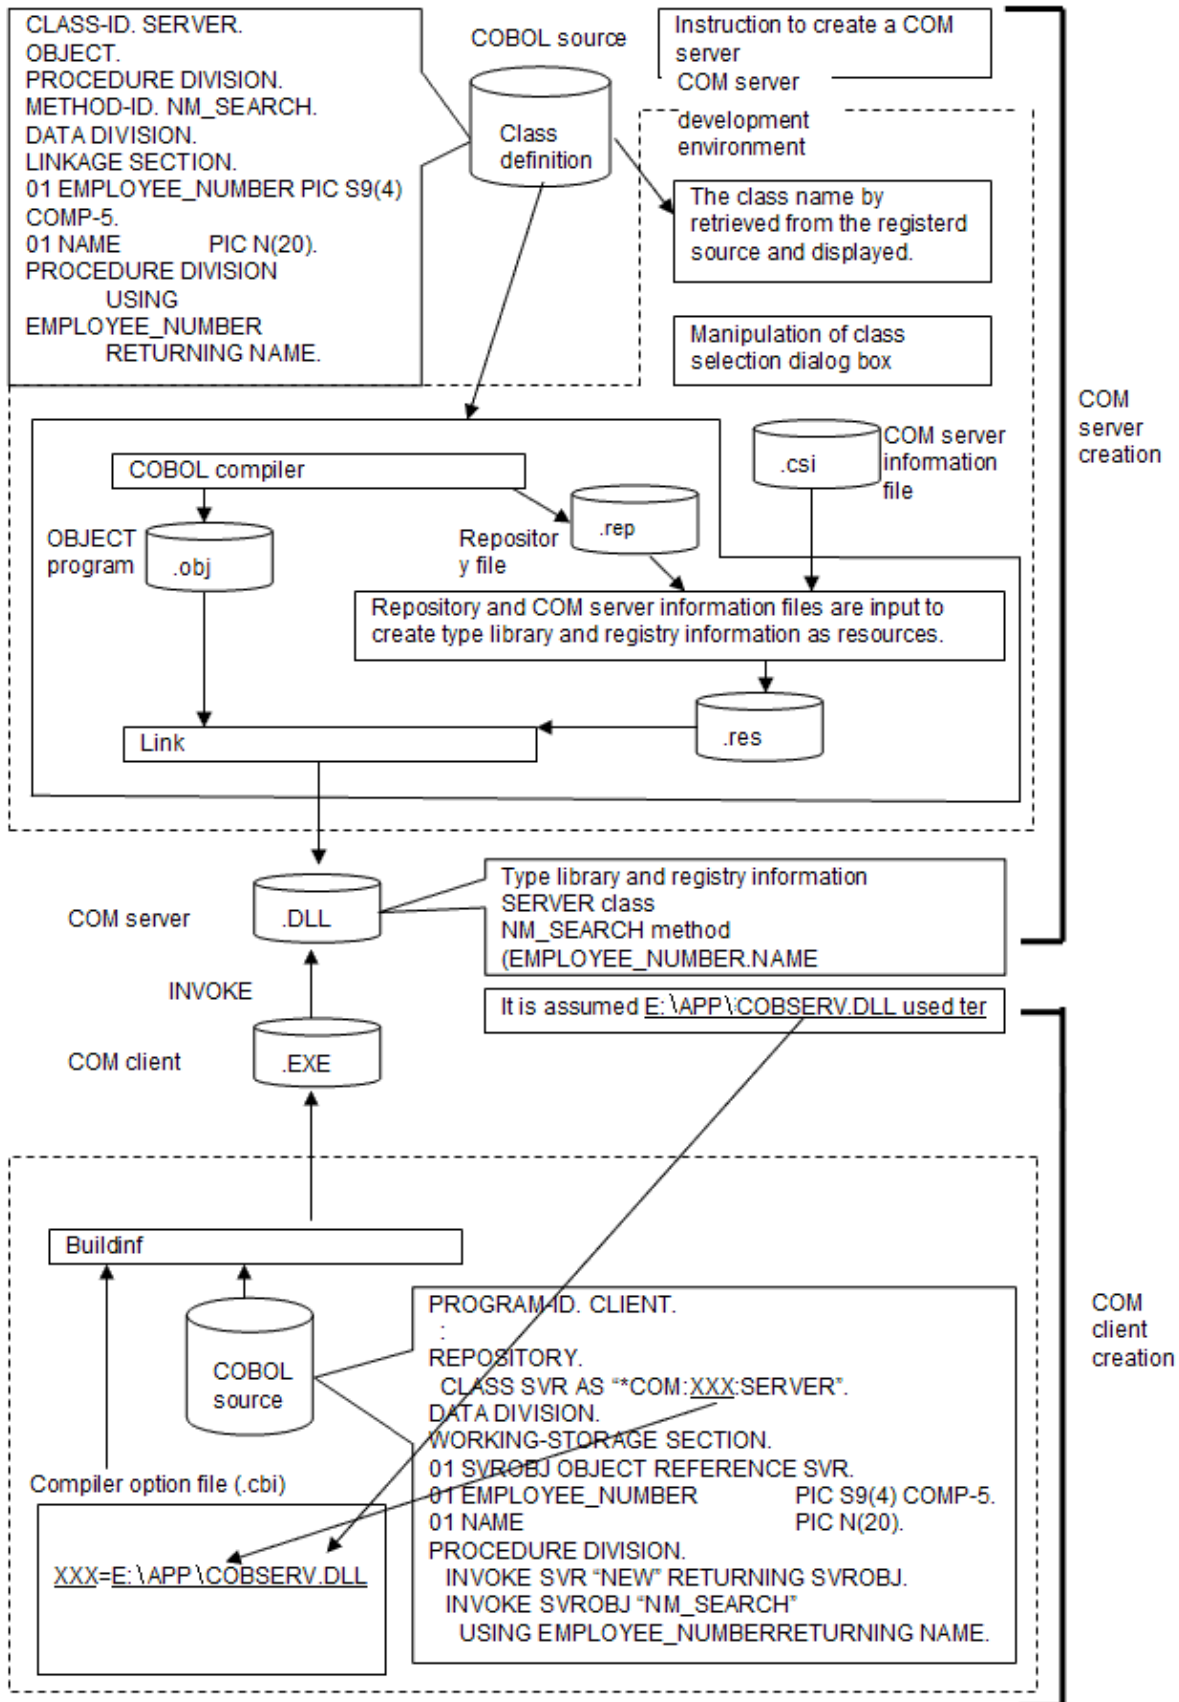 CLASS-ID. SERVER.
OBJECT.
PROCEDURE DIVISION.
METHOD-ID. NM_SEARCH.
DATA DIVISION.
LINKAGE SECTION.
01 EMPLOYEE_NUMBER PIC S9(4)
COMP-5.
01 NAME PIC N(20).
PROCEDURE DIVISION
USING
EMPLOYEE_NUMBER
RETURNING NAME.
COBOL source
Class
definition
Instruction to create a COM
server
COM server
development
environment
The class name by
retrieved from the registerd
source and displayed.
Manipulation of class
selection dialog box
COM
server
creation
COBOL compiler
.csi
COM server
information
file
OBJECT
program
.obj
Repositor
y file
.rep
Repository and COM server information files are input to
create type library and registry information as resources.
Link
.res
COM server
.DLL
Type library and registry information
SERVER class
NM_SEARCH method
(EMPLOYEE_NUMBER.NAME
INVOKE
It is assumed E:\APP\COBSERV.DLL used ter
COM client
.EXE
Buildinf
COBOL
source
PROGRAM-ID. CLIENT.
:
REPOSITORY.
CLASS SVR AS “*COM:XXX:SERVER”.
DATA DIVISION.
WORKING-STORAGE SECTION.
01 SVROBJ OBJECT REFERENCE SVR.
01 EMPLOYEE_NUMBER PIC S9(4) COMP-5.
01 NAME PIC N(20).
PROCEDURE DIVISION.
INVOKE SVR “NEW” RETURNING SVROBJ.
INVOKE SVROBJ “NM_SEARCH”
USING EMPLOYEE_NUMBERRETURNING NAME.
COM
client
creation
Compiler option file (.cbi)
XXX=E:\APP\COBSERV.DLL